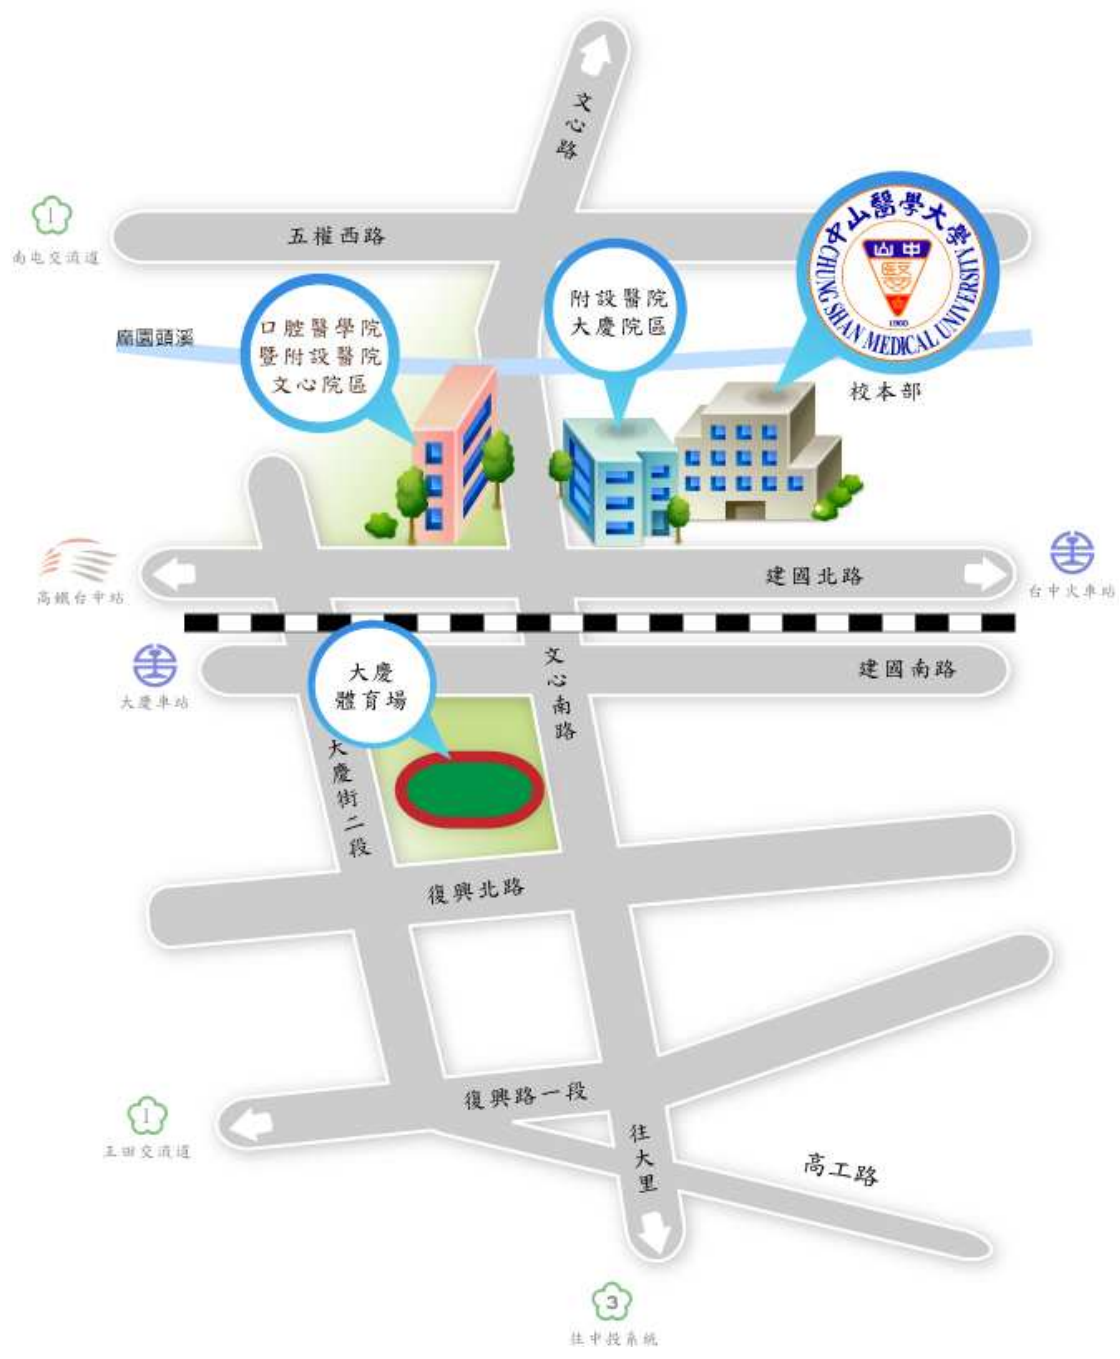 文心路
1
南屯交流道
五權西路
中山醫學大學
CHUNG SHAN MEDICAL UNIVERSITY
山中
1960
校本部
附設醫院
大慶院區
口腔醫學院
暨附設醫院
文心院區
麻園頭溪
高鐵台中站
建國北路
台中火車站
大慶車站
大慶
體育場
文心南路
建國南路
大慶街二段
復興北路
復興路一段
1
王田交流道
往大里
高工路
3
往中投系統